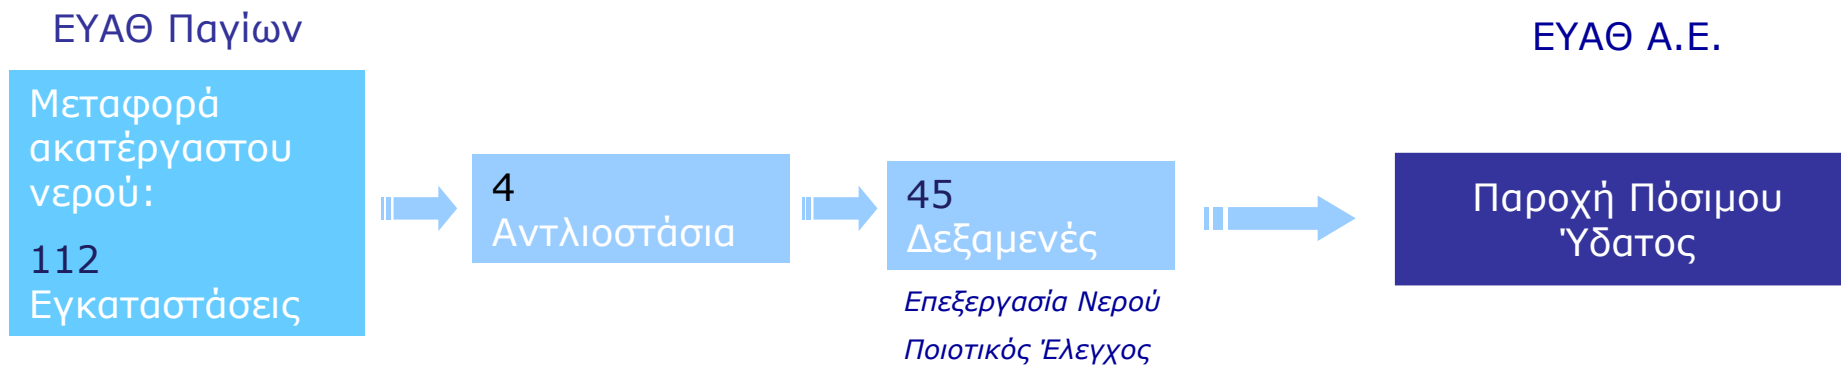 ΕΥΑΘ Παγίων
ΕΥΑΘ Α.Ε.
Μεταφορά
ακατέργαστου
νερού:
112
Εγκαταστάσεις
4
Αντλιοστάσια
45
Δεξαμενές
Επεξεργασία Νερού
Ποιοτικός Έλεγχος
Παροχή Πόσιμου
Ύδατος